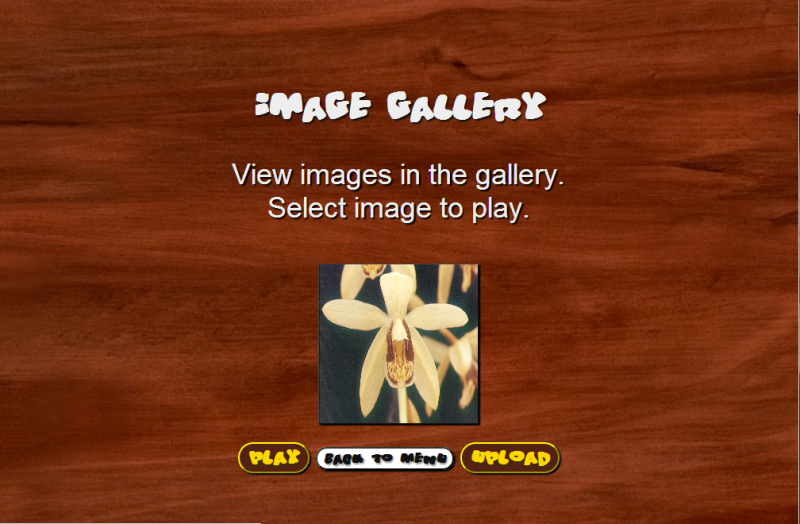 IMAGE GALLERY
View images in the gallery.
Select image to play.
PLAY BACK TO MENU UPLOAD